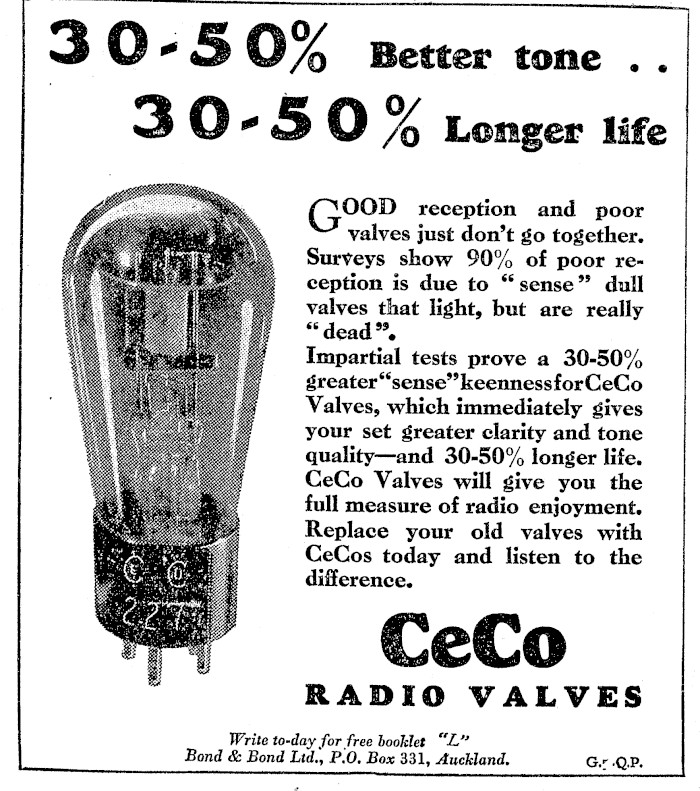 30-50% Better tone . .
30-50% Longer life
GOOD reception and poor
valves just don't go together.
Surveys show 90% of poor re-
ception is due to "sense" dull
valves that light, but are really
"dead".
Impartial tests prove a 30-50%
greater "sense" keenness for CeCo
Valves, which immediately gives
your set greater clarity and tone
quality—and 30-50% longer life.
CeCo Valves will give you the
full measure of radio enjoyment.
Replace your old valves with
CeCos today and listen to the
difference.
C C
227
CeCo
RADIO VALVES
Write to-day for free booklet "L"
Bond & Bond Ltd., P.O. Box 331, Auckland.